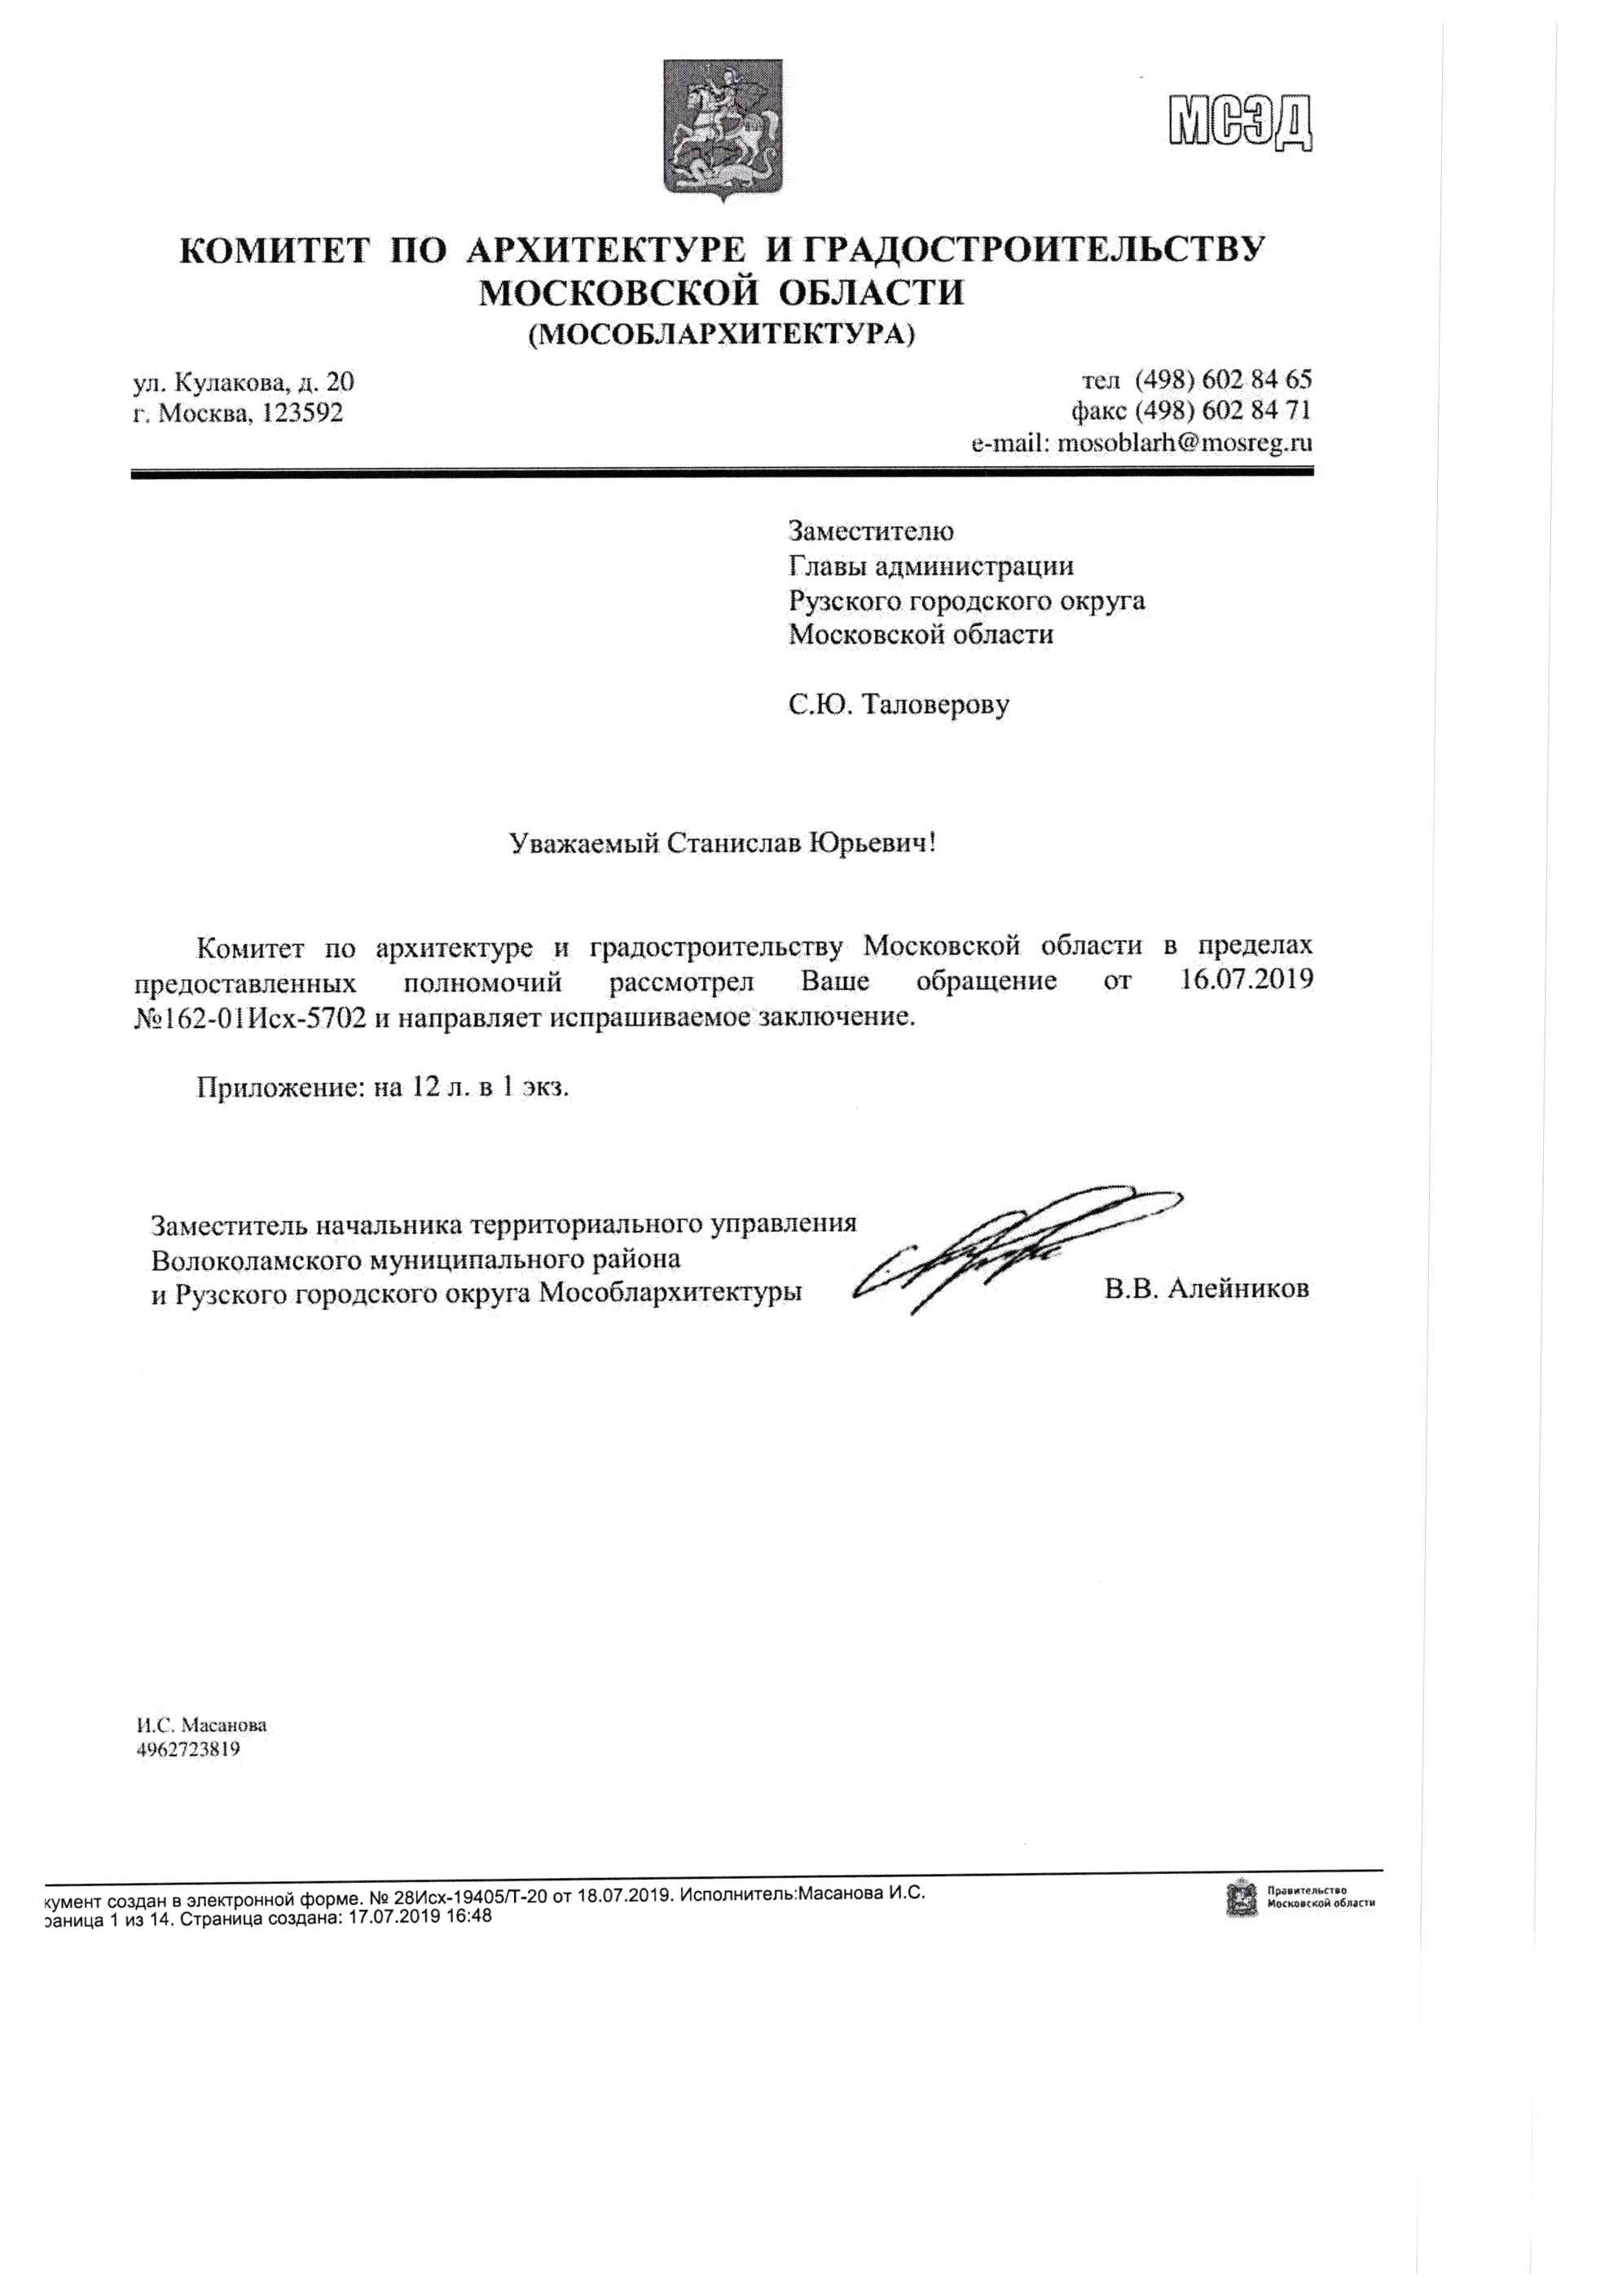 МСЭД
КОМИТЕТ ПО АРХИТЕКТУРЕ И ГРАДОСТРОИТЕЛЬСТВУ
МОСКОВСКОЙ ОБЛАСТИ
(МОСОБЛАРХИТЕКТУРА)
ул. Кулакова, д. 20
г. Москва, 123592
тел (498) 602 84 65
факс (498) 602 84 71
e-mail: mosoblarh@mosreg.ru
Заместителю
Главы администрации
Рузского городского округа
Московской области
С.Ю. Таловерову
Уважаемый Станислав Юрьевич!
Комитет по архитектуре и градостроительству Московской области в пределах
предоставленных полномочий рассмотрел Ваше обращение от 16.07.2019
№162-01Исх-5702 и направляет испрашиваемое заключение.
Приложение: на 12 л. в 1 экз.
Заместитель начальника территориального управления
Волоколамского муниципального района
и Рузского городского округа Мособлархитектуры
В.В. Алейников
И.С. Масанова
4962723819
кумент создан в электронной форме. № 28Исх-19405/Т-20 от 18.07.2019. Исполнитель:Масанова И.С.
раница 1 из 14. Страница создана: 17.07.2019 16:48
Правительство
Московской области